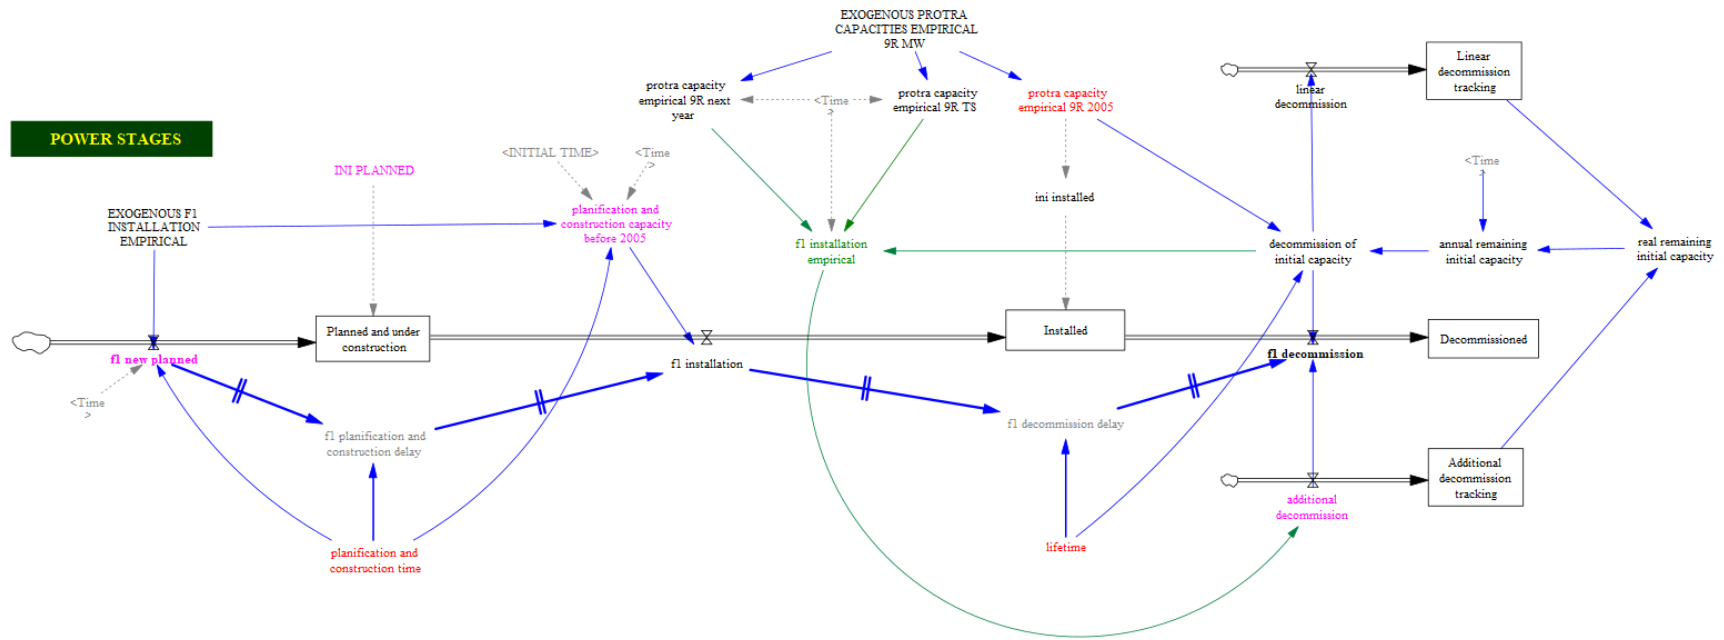 EXOGENOUS PROTRA
CAPACITIES EMPIRICAL
9R MW
Linear
decommission
tracking
linear
decommission
protra capacity
empirical 9R next
year
<Time
>
protra capacity
empirical 9R TS
protra capacity
empirical 9R 2005
POWER STAGES
<INITIAL TIME>
<Time
>
<Time
>
INI PLANNED
ini installed
EXOGENOUS F1
INSTALLATION
EMPIRICAL
planification and
construction capacity
before 2005
f1 installation
empirical
decommission of
initial capacity
annual remaining
initial capacity
real remaining
initial capacity
Planned and under
construction
Installed
Decommissioned
f1 new planned
f1 installation
f1 decommission
<Time
>
f1 planification and
construction delay
f1 decommission delay
Additional
decommission
tracking
additional
decommission
planification and
construction time
lifetime